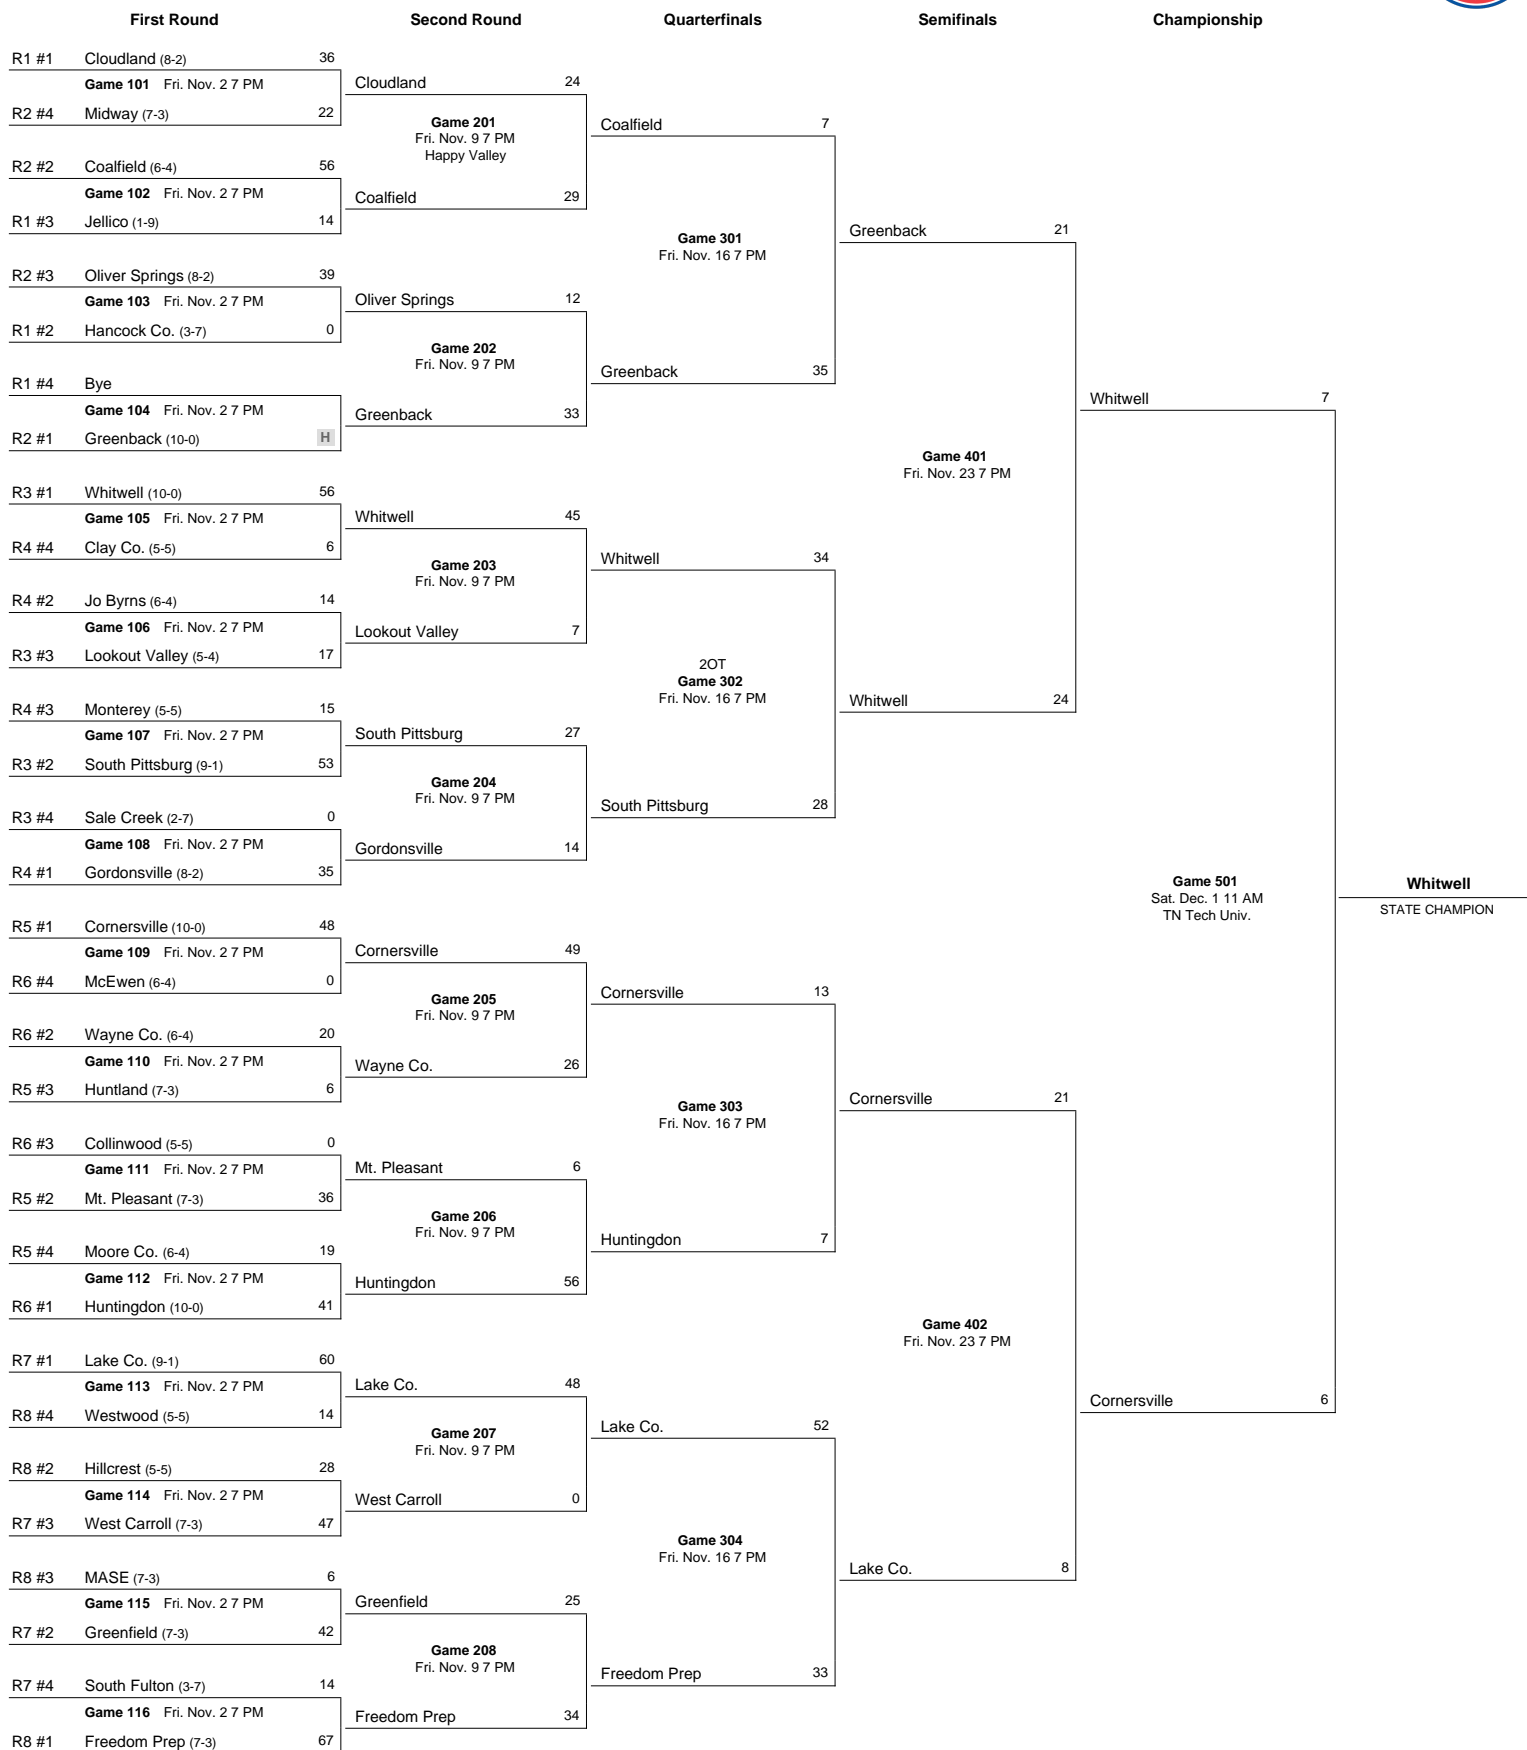 First Round
Second Round
Quarterfinals
Semifinals
Championship
R1 #1 Cloudland (8-2) 36
Game 101 Fri. Nov. 2 7 PM
R2 #4 Midway (7-3) 22
R2 #2 Coalfield (6-4) 56
Game 102 Fri. Nov. 2 7 PM
R1 #3 Jellico (1-9) 14
R2 #3 Oliver Springs (8-2) 39
Game 103 Fri. Nov. 2 7 PM
R1 #2 Hancock Co. (3-7) 0
R1 #4 Bye
Game 104 Fri. Nov. 2 7 PM
R2 #1 Greenback (10-0) H
R3 #1 Whitwell (10-0) 56
Game 105 Fri. Nov. 2 7 PM
R4 #4 Clay Co. (5-5) 6
R4 #2 Jo Byrns (6-4) 14
Game 106 Fri. Nov. 2 7 PM
R3 #3 Lookout Valley (5-4) 17
R4 #3 Monterey (5-5) 15
Game 107 Fri. Nov. 2 7 PM
R3 #2 South Pittsburg (9-1) 53
R3 #4 Sale Creek (2-7) 0
Game 108 Fri. Nov. 2 7 PM
R4 #1 Gordonsville (8-2) 35
R5 #1 Cornersville (10-0) 48
Game 109 Fri. Nov. 2 7 PM
R6 #4 McEwen (6-4) 0
R6 #2 Wayne Co. (6-4) 20
Game 110 Fri. Nov. 2 7 PM
R5 #3 Huntland (7-3) 6
R6 #3 Collinwood (5-5) 0
Game 111 Fri. Nov. 2 7 PM
R5 #2 Mt. Pleasant (7-3) 36
R5 #4 Moore Co. (6-4) 19
Game 112 Fri. Nov. 2 7 PM
R6 #1 Huntingdon (10-0) 41
R7 #1 Lake Co. (9-1) 60
Game 113 Fri. Nov. 2 7 PM
R8 #4 Westwood (5-5) 14
R8 #2 Hillcrest (5-5) 28
Game 114 Fri. Nov. 2 7 PM
R7 #3 West Carroll (7-3) 47
R8 #3 MASE (7-3) 6
Game 115 Fri. Nov. 2 7 PM
R7 #2 Greenfield (7-3) 42
R7 #4 South Fulton (3-7) 14
Game 116 Fri. Nov. 2 7 PM
R8 #1 Freedom Prep (7-3) 67
Cloudland 24
Game 201
Fri. Nov. 9 7 PM
Happy Valley
Coalfield 29
Oliver Springs 12
Game 202
Fri. Nov. 9 7 PM
Greenback 33
Whitwell 45
Game 203
Fri. Nov. 9 7 PM
Lookout Valley 7
South Pittsburg 27
Game 204
Fri. Nov. 9 7 PM
Gordonsville 14
Cornersville 49
Game 205
Fri. Nov. 9 7 PM
Wayne Co. 26
Mt. Pleasant 6
Game 206
Fri. Nov. 9 7 PM
Huntingdon 56
Lake Co. 48
Game 207
Fri. Nov. 9 7 PM
West Carroll 0
Greenfield 25
Game 208
Fri. Nov. 9 7 PM
Freedom Prep 34
Coalfield 7
Game 301
Fri. Nov. 16 7 PM
Greenback 35
Whitwell 34
2OT
Game 302
Fri. Nov. 16 7 PM
South Pittsburg 28
Cornersville 13
Game 303
Fri. Nov. 16 7 PM
Huntingdon 7
Lake Co. 52
Game 304
Fri. Nov. 16 7 PM
Freedom Prep 33
Greenback 21
Game 401
Fri. Nov. 23 7 PM
Whitwell 24
Cornersville 21
Game 402
Fri. Nov. 23 7 PM
Lake Co. 8
Whitwell 7
Game 501
Sat. Dec. 1 11 AM
TN Tech Univ.
Cornersville 6
Whitwell
STATE CHAMPION